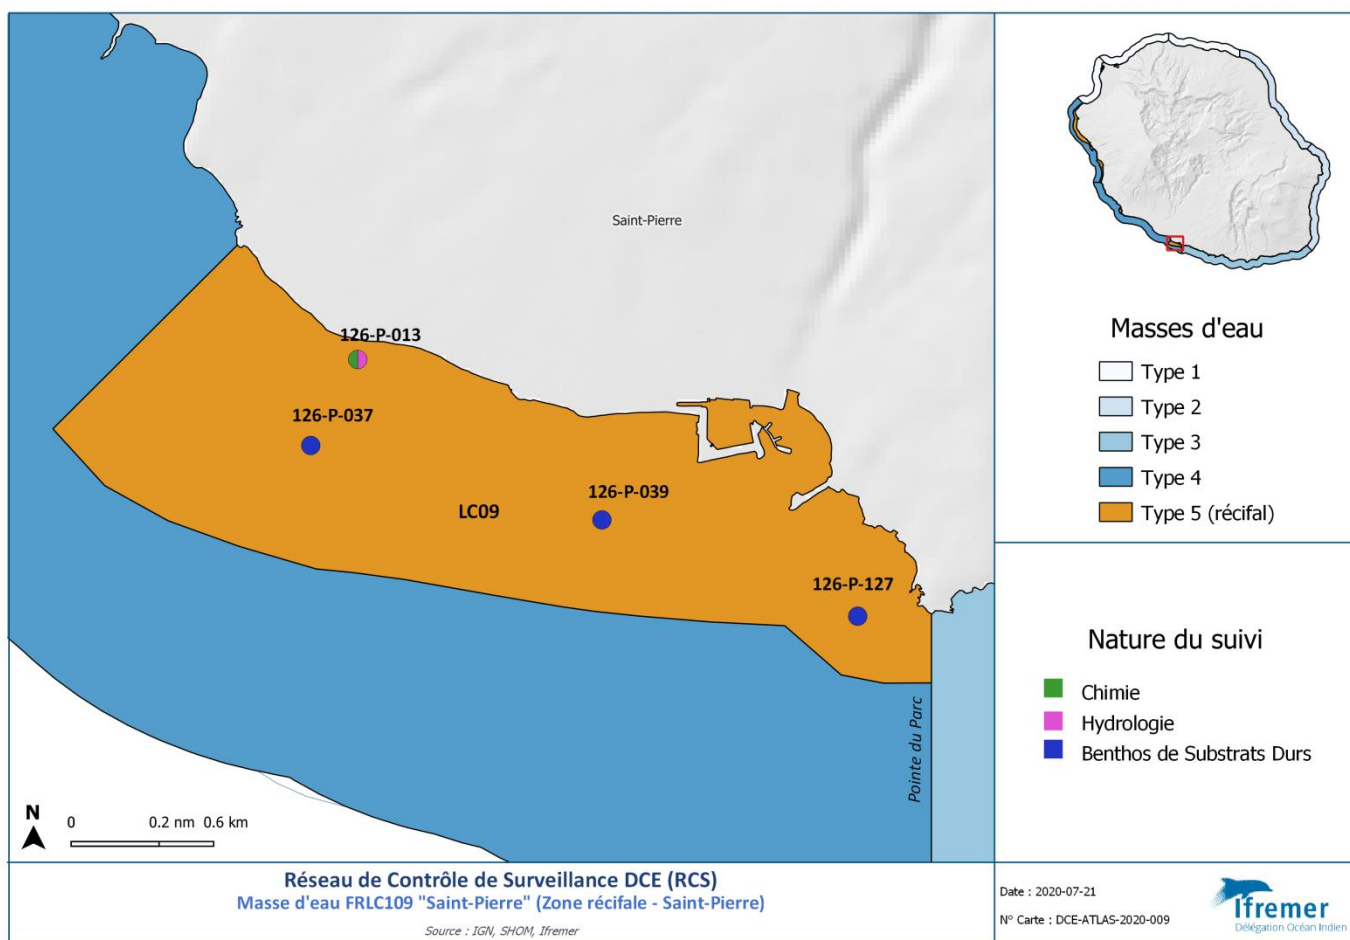 Saint-Pierre
126-P-013
126-P-037
126-P-039
LC09
126-P-127
Pointe du Parc
N
0 0.2 nm 0.6 km
Masses d'eau
Type 1
Type 2
Type 3
Type 4
Type 5 (récifal)
Nature du suivi
Chimie
Hydrologie
Benthos de Substrats Durs
Réseau de Contrôle de Surveillance DCE (RCS)
Masse d'eau FRLC109 "Saint-Pierre" (Zone récifale - Saint-Pierre)
Source : IGN, SHOM, Ifremer
Date : 2020-07-21
N° Carte : DCE-ATLAS-2020-009
Ifremer
Délégation Océan Indien